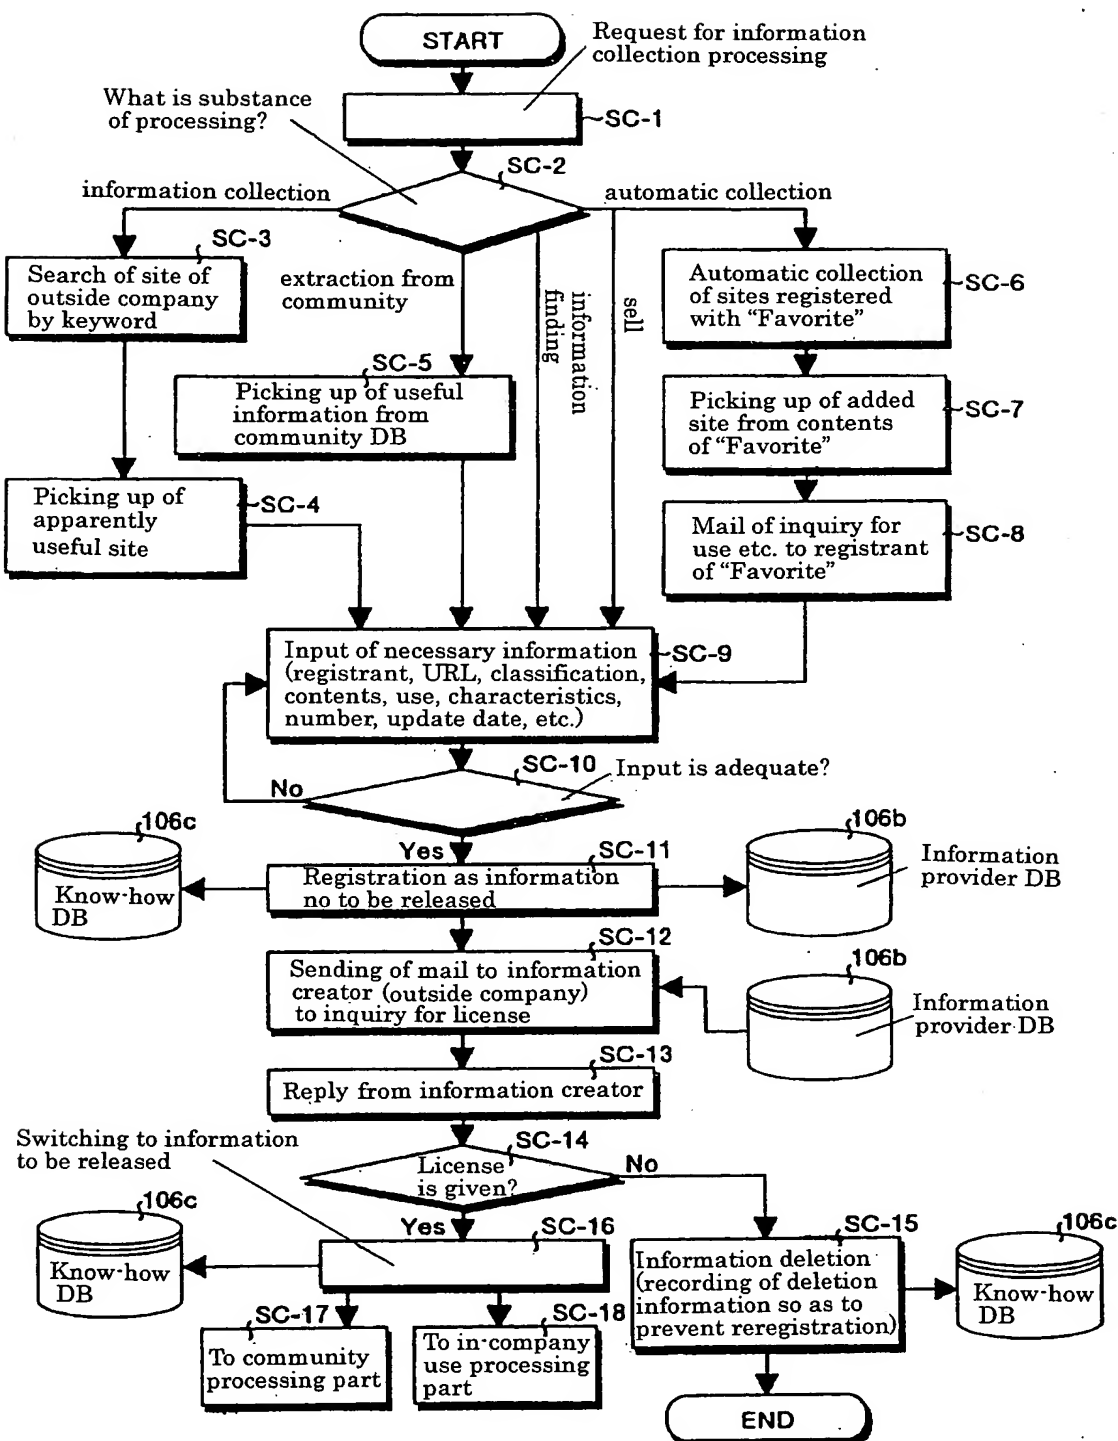 START
Request for information
collection processing
What is substance
of processing?
SC-1
SC-2
information collection
automatic collection
SC-3
Search of site of
outside company
by keyword
extraction from
community
information
finding
sell
Automatic collection
of sites registered
with “Favorite”
SC-6
SC-5
Picking up of useful
information from
community DB
Picking up of added
site from contents
of “Favorite”
SC-7
Picking up of
apparently
useful site
SC-4
Mail of inquiry for
use etc. to registrant
of “Favorite”
SC-8
Input of necessary information
(registrant, URL, classification,
contents, use, characteristics,
number, update date, etc.)
SC-9
SC-10
Input is adequate?
No
Yes
106c
Know-how
DB
SC-11
Registration as information
no to be released
106b
Information
provider DB
SC-12
Sending of mail to information
creator (outside company)
to inquiry for license
106b
Information
provider DB
SC-13
Reply from information creator
Switching to information
to be released
SC-14
License
is given?
No
Yes
106c
Know-how
DB
SC-16
SC-15
Information deletion
(recording of deletion
information so as to
prevent reregistration)
106c
Know-how
DB
SC-17
To community
processing part
SC-18
To in-company
use processing
part
END